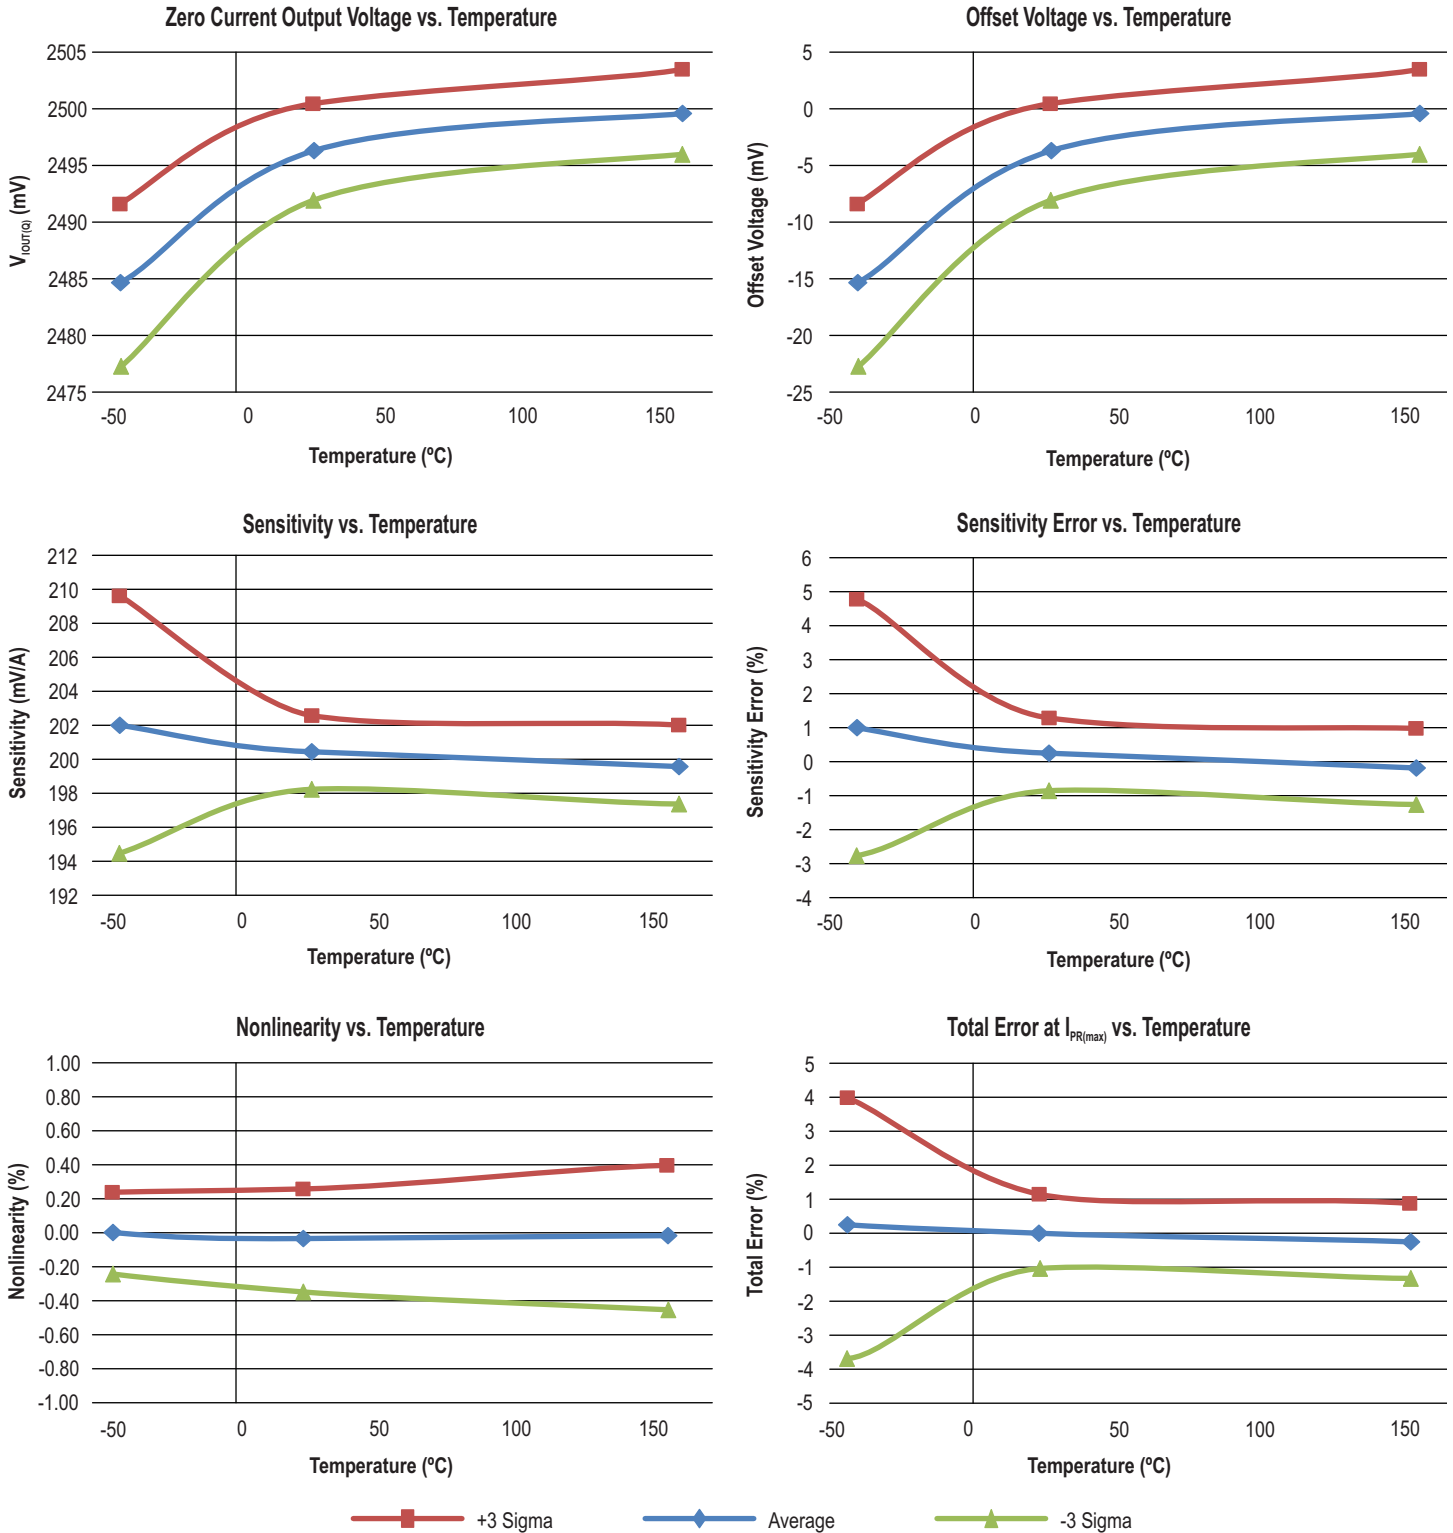 Zero Current Output Voltage vs. Temperature
2505
2500
2495
2490
2485
2480
2475
VIOUT(Q) (mV)
-50 0 50 100 150
Temperature (ºC)
Offset Voltage vs. Temperature
5
0
-5
-10
-15
-20
-25
Offset Voltage (mV)
-50 0 50 100 150
Temperature (ºC)
Sensitivity vs. Temperature
212
210
208
206
204
202
200
198
196
194
192
Sensitivity (mV/A)
-50 0 50 100 150
Temperature (ºC)
Sensitivity Error vs. Temperature
6
5
4
3
2
1
0
-1
-2
-3
-4
Sensitivity Error (%)
-50 0 50 100 150
Temperature (ºC)
Nonlinearity vs. Temperature
1.00
0.80
0.60
0.40
0.20
0.00
-0.20
-0.40
-0.60
-0.80
-1.00
Nonlinearity (%)
-50 0 50 100 150
Temperature (ºC)
Total Error at IPR(max) vs. Temperature
5
4
3
2
1
0
-1
-2
-3
-4
-5
Total Error (%)
-50 0 50 100 150
Temperature (ºC)
+3 Sigma
Average
-3 Sigma